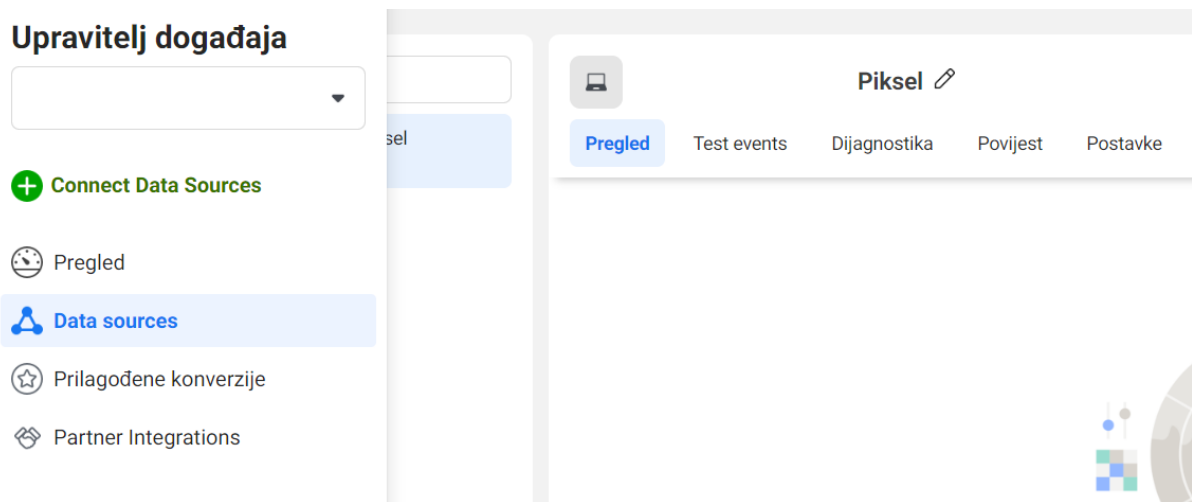 Upravitelj događaja
Connect Data Sources
Pregled
Data sources
Prilagođene konverzije
Partner Integrations
sel
Piksel
Pregled
Test events
Dijagnostika
Povijest
Postavke